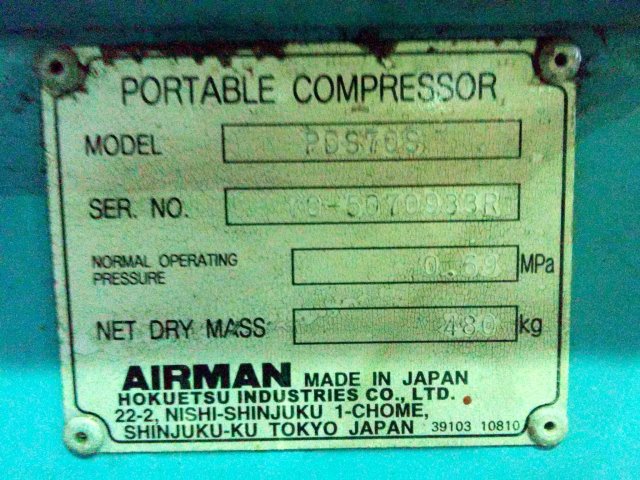 PORTABLE COMPRESSOR
MODEL PDS70S
SER. NO.
NORMAL OPERATING
PRESSURE 0.69 MPa
NET DRY MASS 480 kg
AIRMAN MADE IN JAPAN
HOKUETSU INDUSTRIES CO., LTD.
22-2, NISHI-SHINJUKU 1-CHOME,
SHINJUKU-KU TOKYO JAPAN 39103 10810